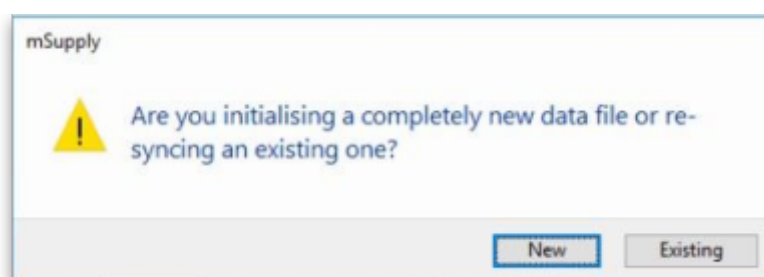 mSupply
Are you initialising a completely new data file or re-
syncing an existing one?
New Existing